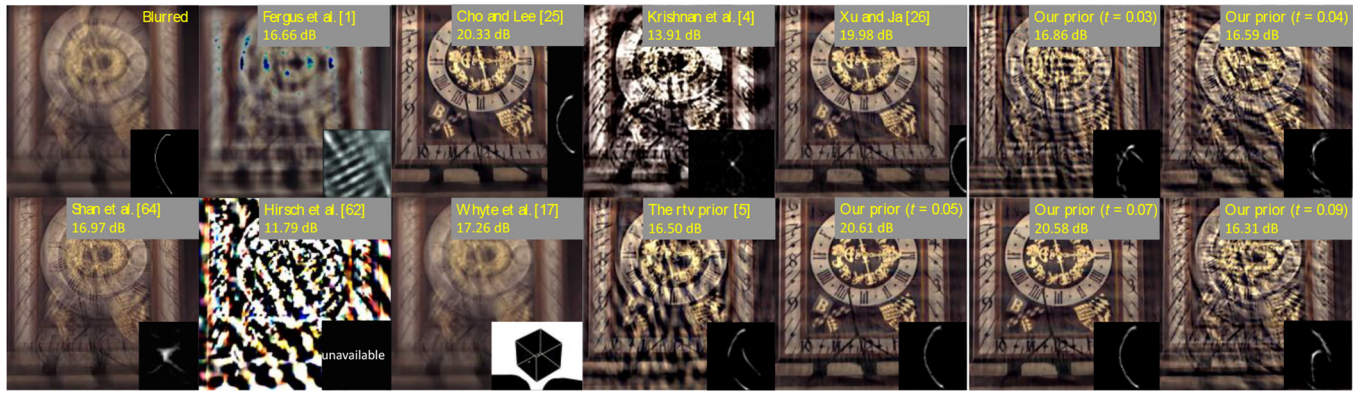 Blurred
Fergus et al. [1]
16.66 dB
Cho and Lee [25]
20.33 dB
Krishnan et al. [4]
13.91 dB
Xu and Ja [26]
19.98 dB
Our prior (t = 0.03)
16.86 dB
Our prior (t = 0.04)
16.59 dB
Shan et al. [64]
16.97 dB
Hirsch et al. [62]
11.79 dB
unavailable
Whyte et al. [17]
17.26 dB
The rtv prior [5]
16.50 dB
Our prior (t = 0.05)
20.61 dB
Our prior (t = 0.07)
20.58 dB
Our prior (t = 0.09)
16.31 dB